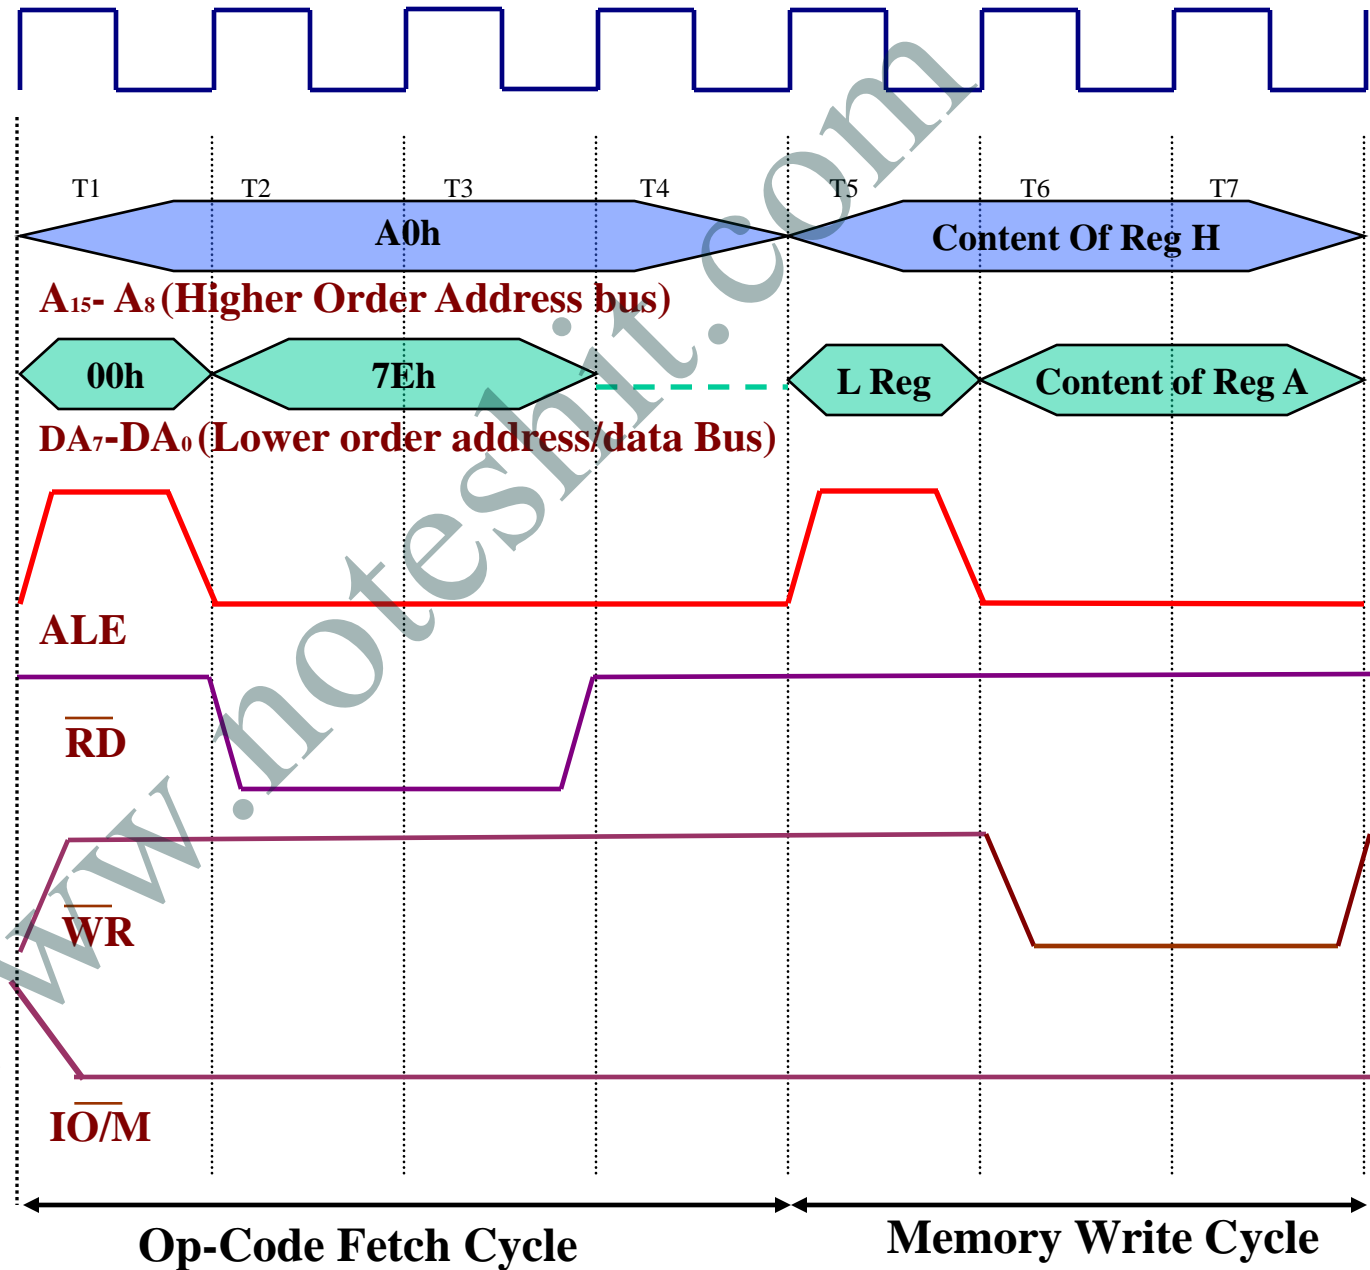 T1 T2 T3 T4 T5 T6 T7
A0h
Content Of Reg H
A15- A8 (Higher Order Address bus)
00h
7Eh
L Reg
Content of Reg A
DA7-DA0 (Lower order address/data Bus)
ALE
RD
WR
IO/M
Op-Code Fetch Cycle
Memory Write Cycle
www.noteshit.com